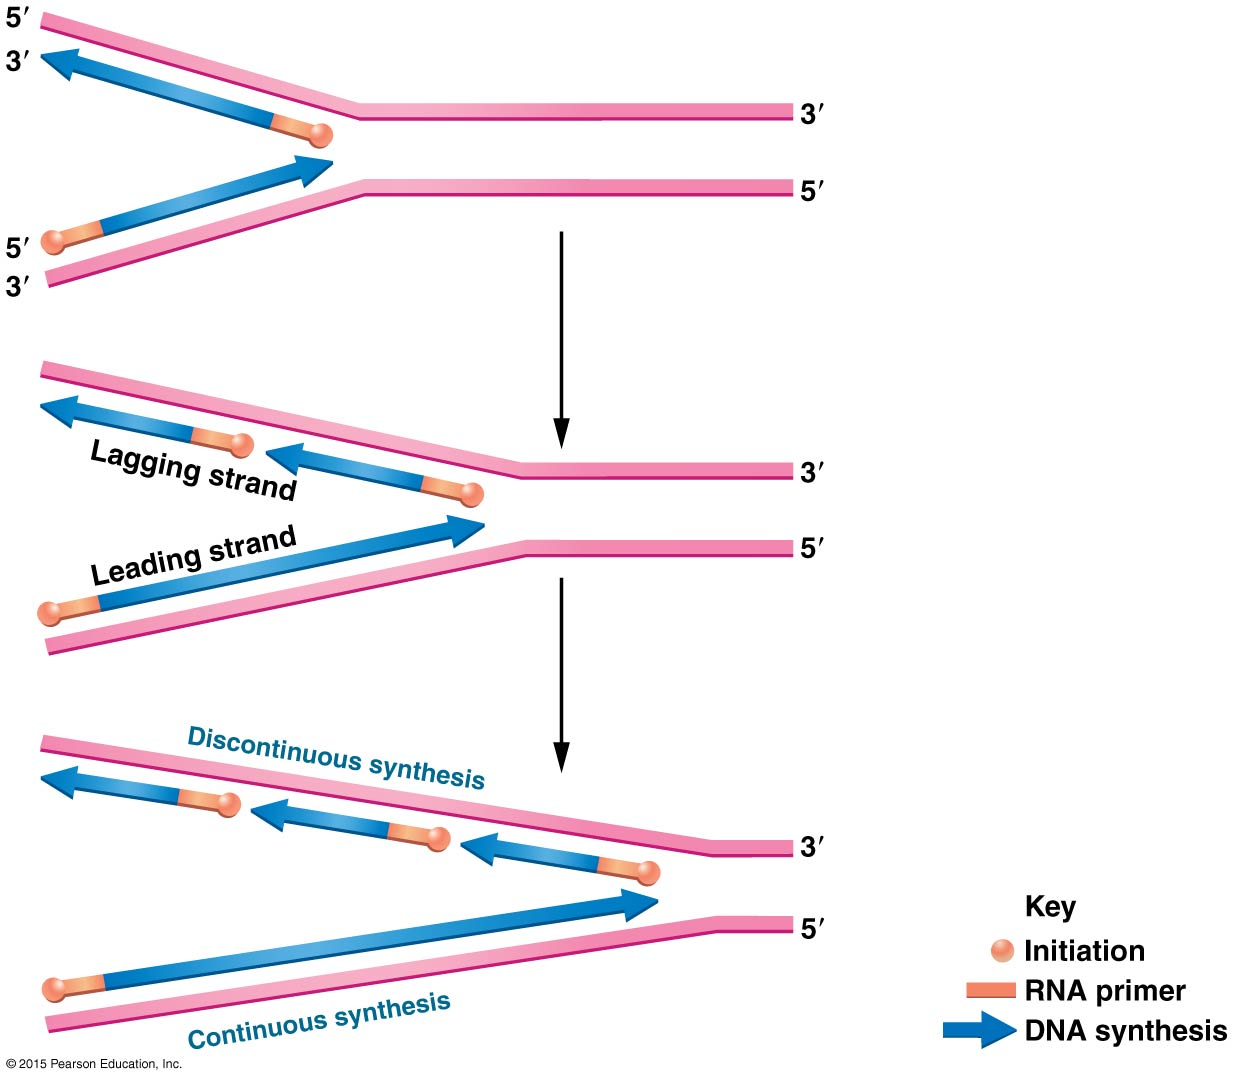 5′
3′
3′
5′
5′
3′
Lagging strand
3′
Leading strand
5′
Discontinuous synthesis
3′
5′
Continuous synthesis
Key
Initiation
RNA primer
DNA synthesis
© 2015 Pearson Education, Inc.